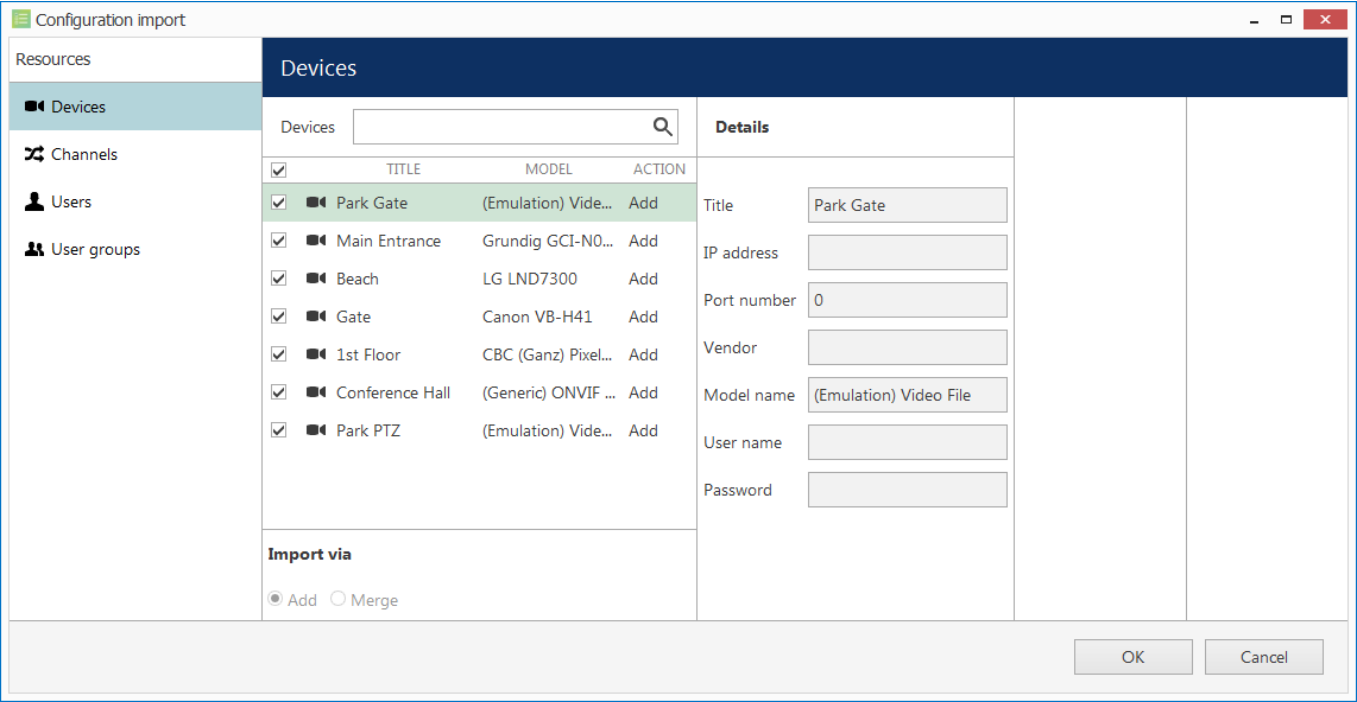 Configuration import
Resources
Devices
Channels
Users
User groups
Devices
Devices
TITLE MODEL ACTION
Park Gate (Emulation) Vide... Add
Main Entrance Grundig GCI-N0... Add
Beach LG LND7300 Add
Gate Canon VB-H41 Add
1st Floor CBC (Ganz) Pixel... Add
Conference Hall (Generic) ONVIF ... Add
Park PTZ (Emulation) Vide... Add
Import via
Add Merge
Details
Title Park Gate
IP address
Port number 0
Vendor
Model name (Emulation) Video File
User name
Password
OK Cancel